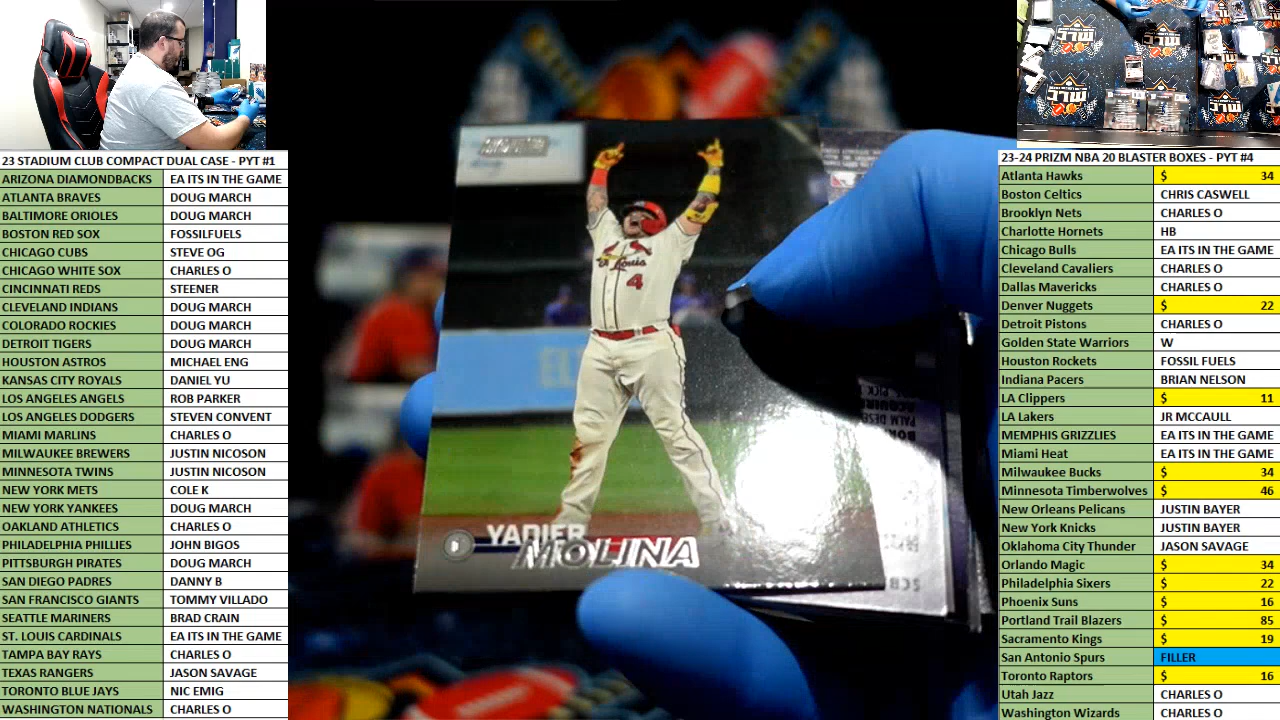 23 STADIUM CLUB COMPACT DUAL CASE - PYT #1
ARIZONA DIAMONDBACKS EA ITS IN THE GAME
ATLANTA BRAVES DOUG MARCH
BALTIMORE ORIOLES DOUG MARCH
BOSTON RED SOX FOSSILFUELS
CHICAGO CUBS STEVE OG
CHICAGO WHITE SOX CHARLES O
CINCINNATI REDS STEENER
CLEVELAND INDIANS DOUG MARCH
COLORADO ROCKIES DOUG MARCH
DETROIT TIGERS DOUG MARCH
HOUSTON ASTROS MICHAEL ENG
KANSAS CITY ROYALS DANIEL YU
LOS ANGELES ANGELS ROB PARKER
LOS ANGELES DODGERS STEVEN CONVENT
MIAMI MARLINS CHARLES O
MILWAUKEE BREWERS JUSTIN NICOSON
MINNESOTA TWINS JUSTIN NICOSON
NEW YORK METS COLE K
NEW YORK YANKEES DOUG MARCH
OAKLAND ATHLETICS CHARLES O
PHILADELPHIA PHILLIES JOHN BIGOS
PITTSBURGH PIRATES DOUG MARCH
SAN DIEGO PADRES DANNY B
SAN FRANCISCO GIANTS TOMMY VILLADO
SEATTLE MARINERS BRAD CRAIN
ST. LOUIS CARDINALS EA ITS IN THE GAME
TAMPA BAY RAYS CHARLES O
TEXAS RANGERS JASON SAVAGE
TORONTO BLUE JAYS NIC EMIG
WASHINGTON NATIONALS CHARLES O
St Louis
4
YADIER
MOLINA
23-24 PRIZM NBA 20 BLASTER BOXES - PYT #4
Atlanta Hawks $ 34
Boston Celtics CHRIS CASWELL
Brooklyn Nets CHARLES O
Charlotte Hornets HB
Chicago Bulls EA ITS IN THE GAME
Cleveland Cavaliers CHARLES O
Dallas Mavericks CHARLES O
Denver Nuggets $ 22
Detroit Pistons CHARLES O
Golden State Warriors W
Houston Rockets FOSSIL FUELS
Indiana Pacers BRIAN NELSON
LA Clippers $ 11
LA Lakers JR MCCAULL
MEMPHIS GRIZZLIES EA ITS IN THE GAME
Miami Heat EA ITS IN THE GAME
Milwaukee Bucks $ 34
Minnesota Timberwolves $ 46
New Orleans Pelicans JUSTIN BAYER
New York Knicks JUSTIN BAYER
Oklahoma City Thunder JASON SAVAGE
Orlando Magic $ 34
Philadelphia Sixers $ 22
Phoenix Suns $ 16
Portland Trail Blazers $ 85
Sacramento Kings $ 19
San Antonio Spurs FILLER
Toronto Raptors $ 16
Utah Jazz CHARLES O
Washington Wizards CHARLES O